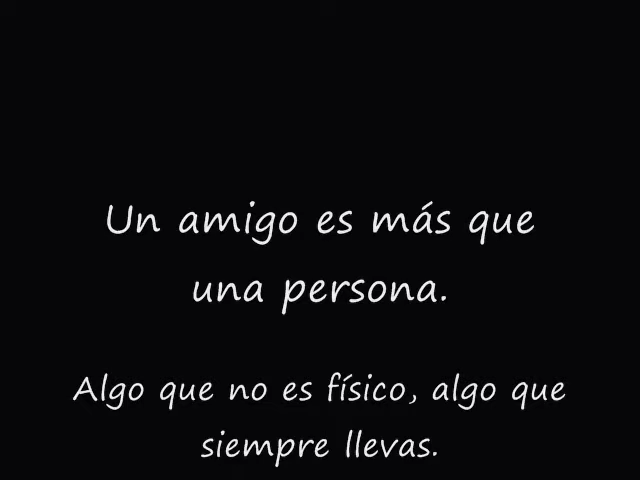 Un amigo es más que
una persona.
Algo que no es físico, algo que
siempre llevas.